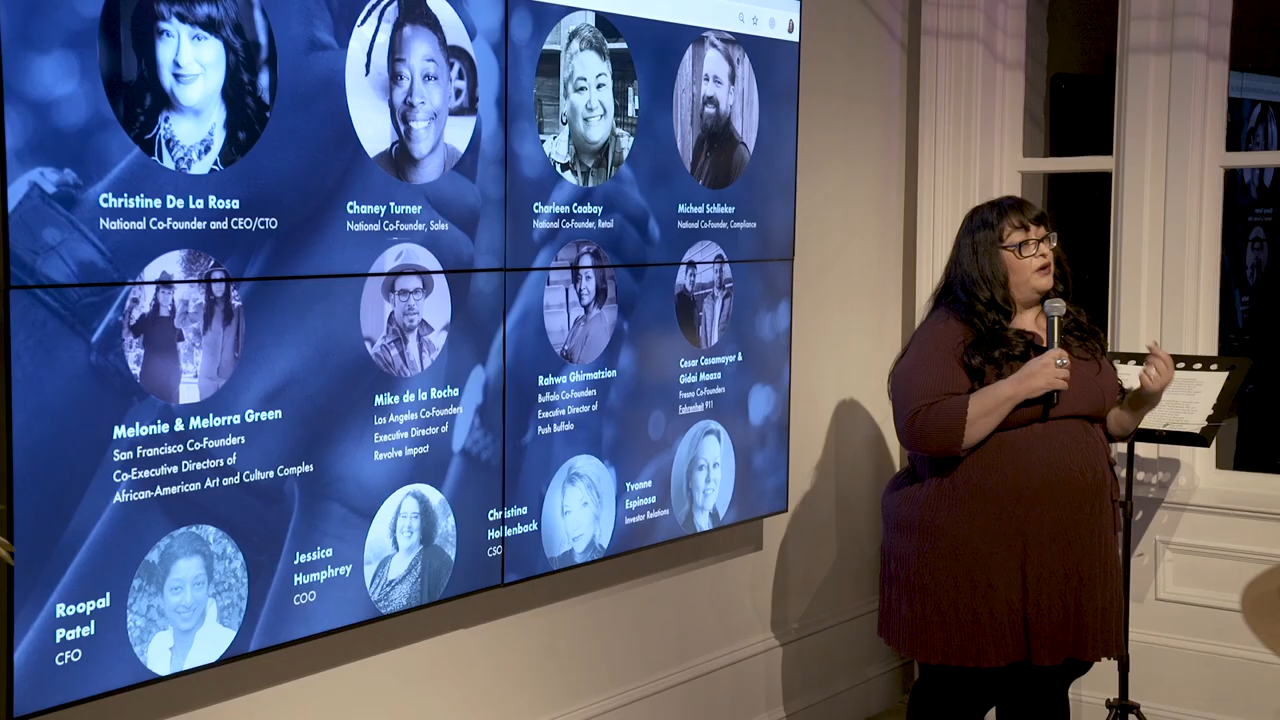 Christine De La Rosa
National Co-Founder and CEO/CTO
Chaney Turner
National Co-Founder, Sales
Charleen Caabay
National Co-Founder, Retail
Micheal Schlieker
National Co-Founder, Compliance
Melonie & Melorra Green
San Francisco Co-Founders
Co-Executive Directors of
African-American Art and Culture Comples
Mike de la Rocha
Los Angeles Co-Founders
Executive Director of
Revolve Impact
Rahwa Ghirmatzion
Buffalo Co-Founders
Executive Director of
Push Buffalo
Cesar Casamayor &
Gidai Maaza
Fresno Co-Founders
Fahrenheit 911
Roopal
Patel
CFO
Jessica
Humphrey
COO
Christina
Hollenback
CSO
Yvonne
Espinosa
Investor Relations